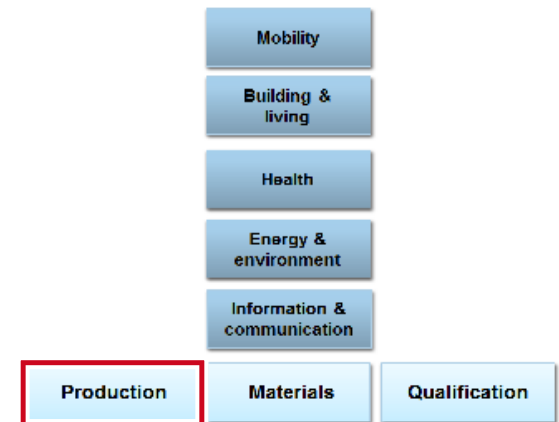 Mobility
Building &
living
Health
Energy &
environment
Information &
communication
Production
Materials
Qualification